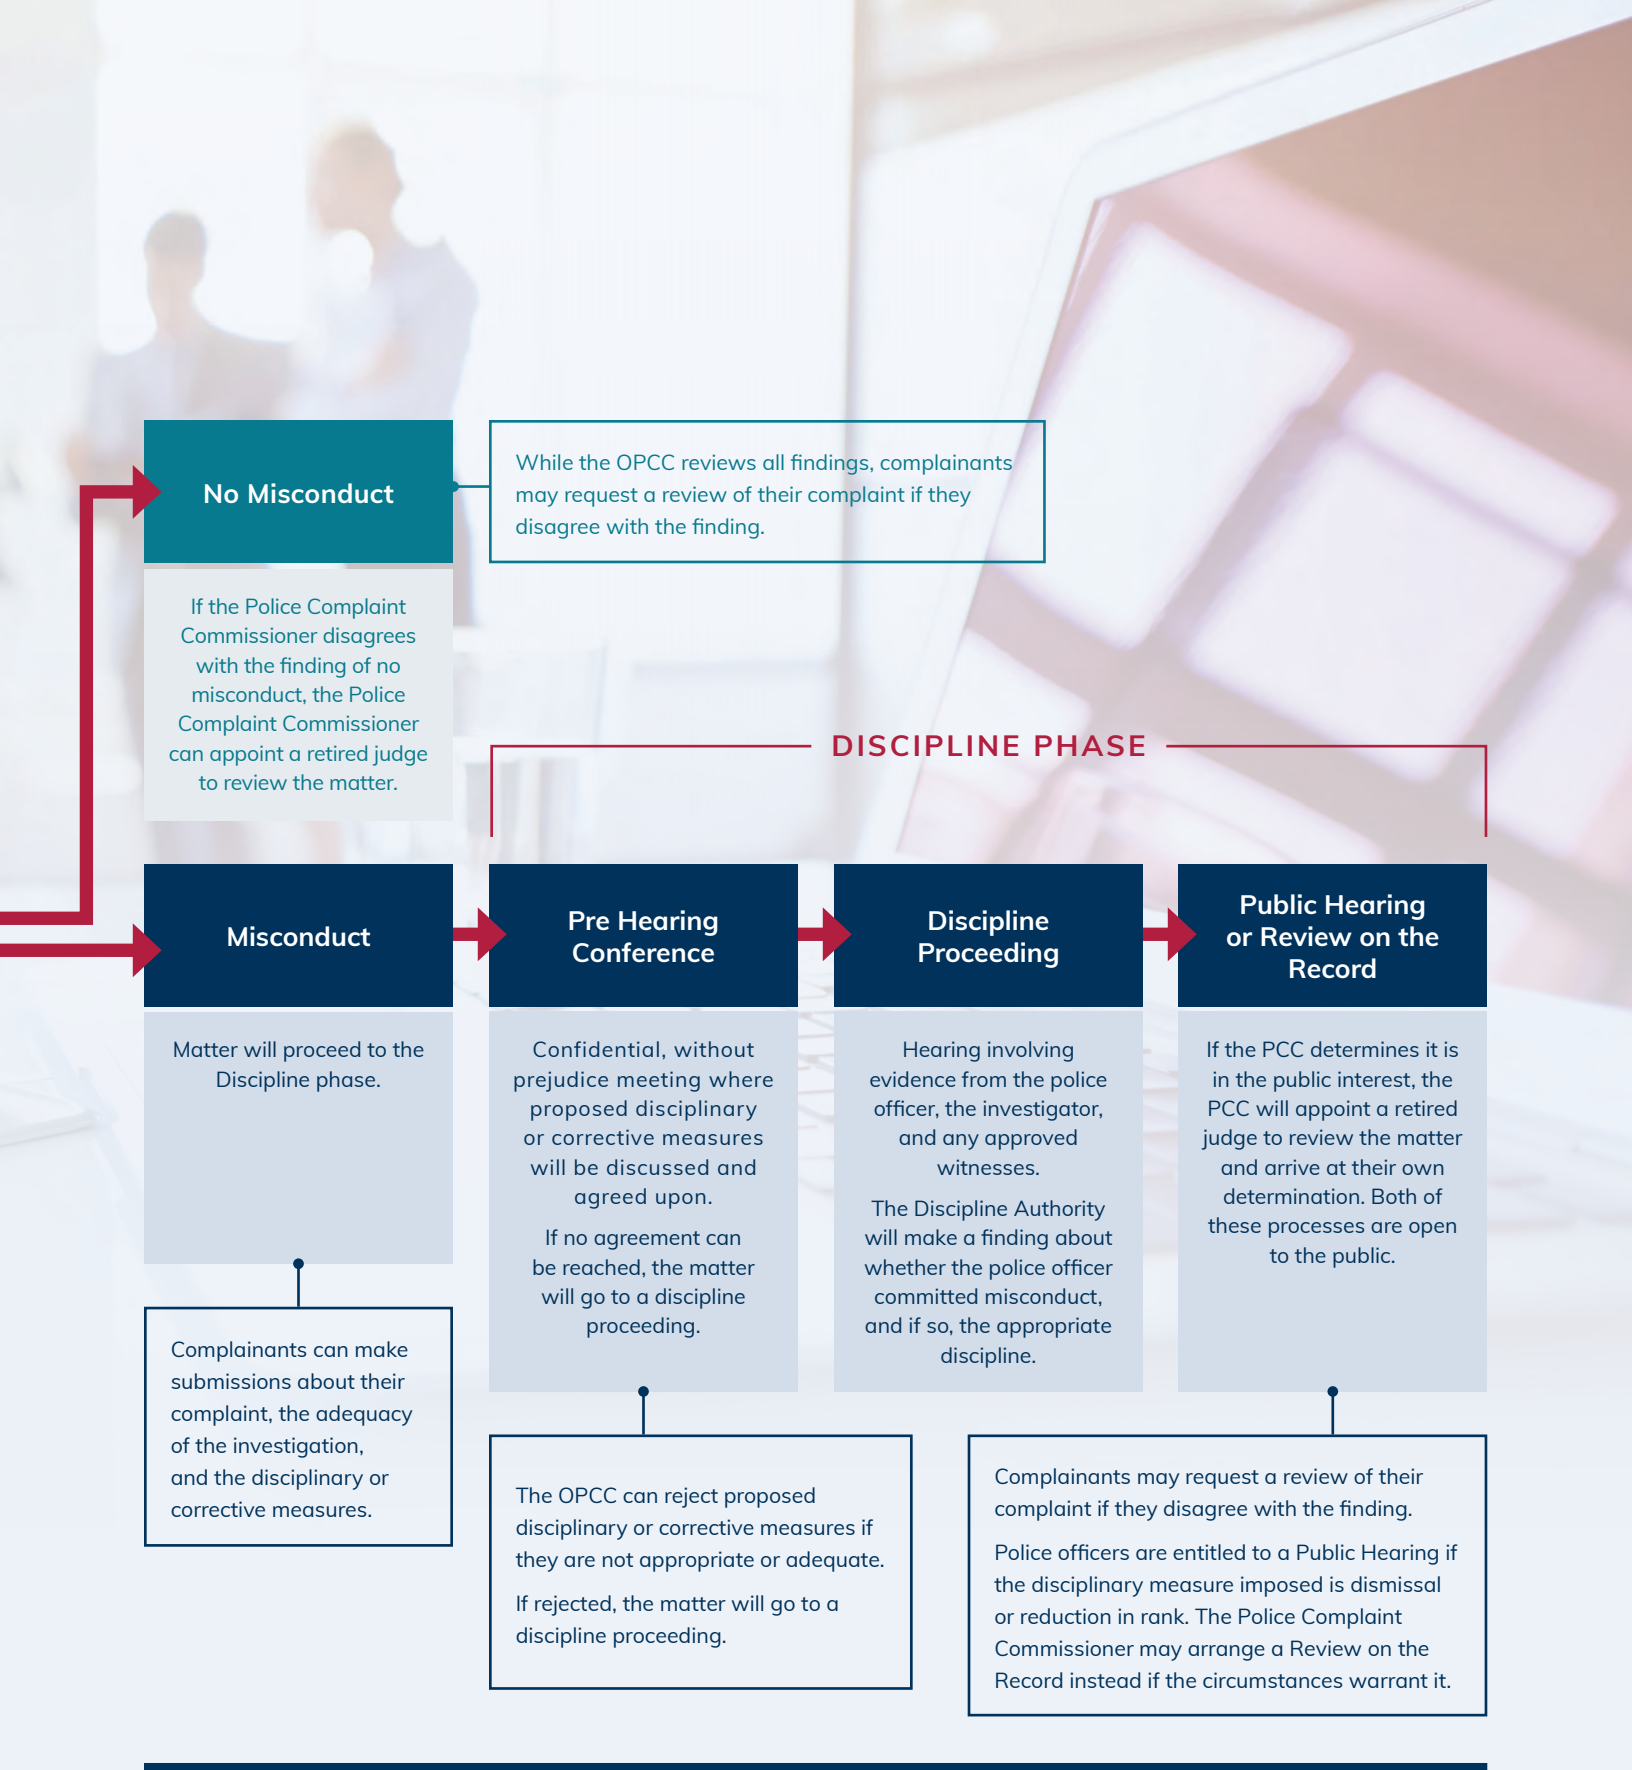 No Misconduct
While the OPCC reviews all findings, complainants
may request a review of their complaint if they
disagree with the finding.
If the Police Complaint
Commissioner disagrees
with the finding of no
misconduct, the Police
Complaint Commissioner
can appoint a retired judge
to review the matter.
DISCIPLINE PHASE
Misconduct
Matter will proceed to the
Discipline phase.
Complainants can make
submissions about their
complaint, the adequacy
of the investigation,
and the disciplinary or
corrective measures.
Pre Hearing
Conference
Confidential, without
prejudice meeting where
proposed disciplinary
or corrective measures
will be discussed and
agreed upon.
If no agreement can
be reached, the matter
will go to a discipline
proceeding.
The OPCC can reject proposed
disciplinary or corrective measures if
they are not appropriate or adequate.
If rejected, the matter will go to a
discipline proceeding.
Discipline
Proceeding
Hearing involving
evidence from the police
officer, the investigator,
and any approved
witnesses.
The Discipline Authority
will make a finding about
whether the police officer
committed misconduct,
and if so, the appropriate
discipline.
Public Hearing
or Review on the
Record
If the PCC determines it is
in the public interest, the
PCC will appoint a retired
judge to review the matter
and arrive at their own
determination. Both of
these processes are open
to the public.
Complainants may request a review of their
complaint if they disagree with the finding.
Police officers are entitled to a Public Hearing if
the disciplinary measure imposed is dismissal
or reduction in rank. The Police Complaint
Commissioner may arrange a Review on the
Record instead if the circumstances warrant it.